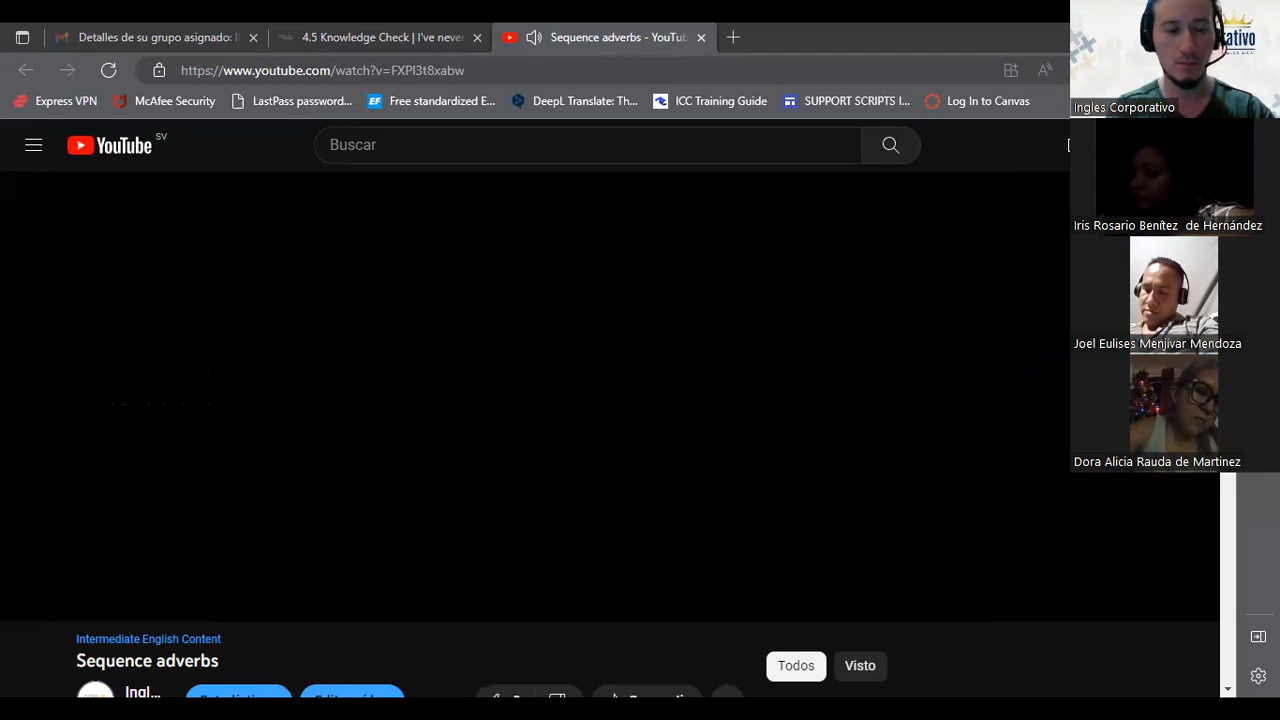 Detalles de su grupo asignado: II
4.5 Knowledge Check | I've never
Sequence adverbs - YouTub
https://www.youtube.com/watch?v=FXPl3t8xabw
Express VPN
McAfee Security
LastPass password...
Free standardized E...
DeepL Translate: Th...
ICC Training Guide
SUPPORT SCRIPTS I...
Log In to Canvas
YouTube SV
Buscar
Intermediate English Content
Sequence adverbs
Todos
Visto
Ingl...
Ingles Corporativo
Iris Rosario Benítez de Hernández
Joel Eulises Menjivar Mendoza
Dora Alicia Rauda de Martinez